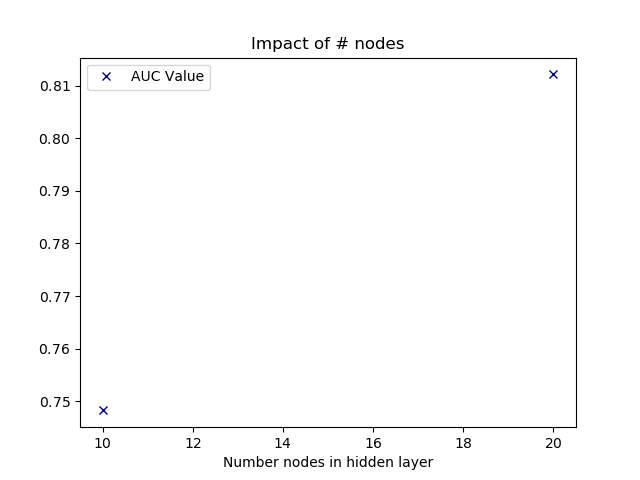 Impact of # nodes
AUC Value
0.81
0.80
0.79
0.78
0.77
0.76
0.75
10 12 14 16 18 20
Number nodes in hidden layer